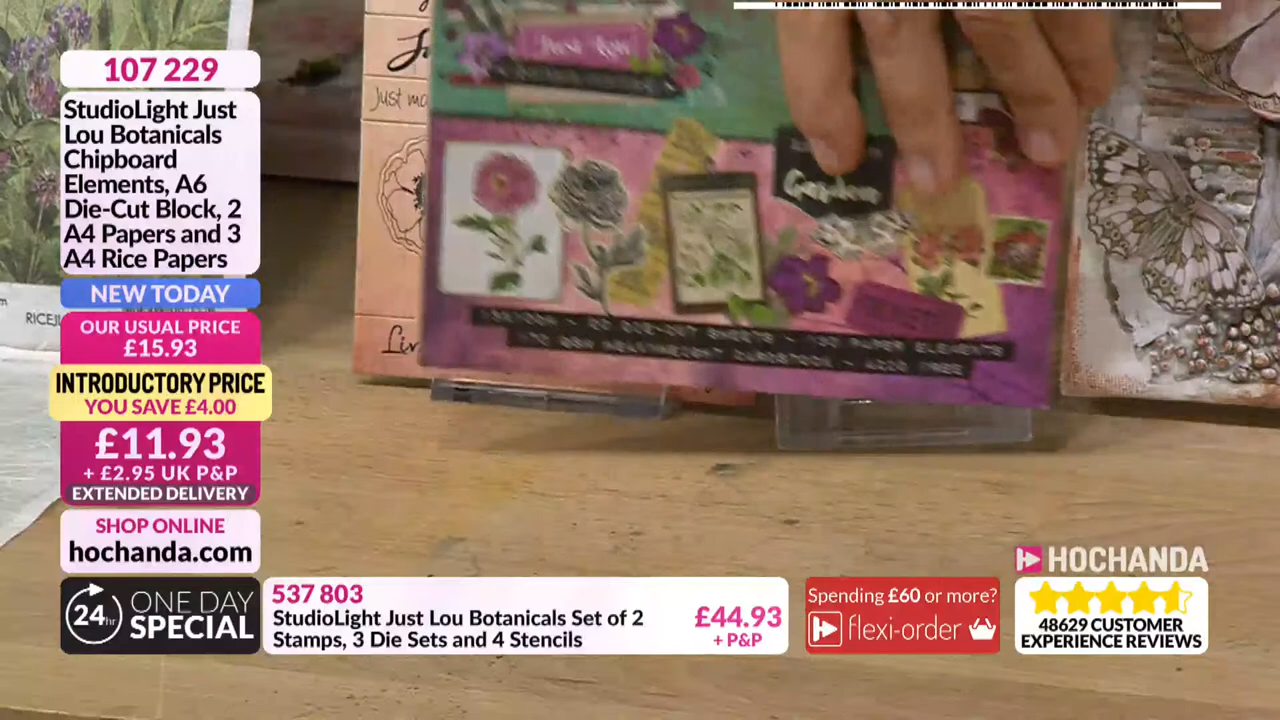 107 229
StudioLight Just
Lou Botanicals
Chipboard
Elements, A6
Die-Cut Block, 2
A4 Papers and 3
A4 Rice Papers
NEW TODAY
OUR USUAL PRICE
£15.93
INTRODUCTORY PRICE
YOU SAVE £4.00
£11.93
+ £2.95 UK P&P
EXTENDED DELIVERY
SHOP ONLINE
hochanda.com
24hr
ONE DAY
SPECIAL
537 803
StudioLight Just Lou Botanicals Set of 2
Stamps, 3 Die Sets and 4 Stencils
£44.93
+ P&P
Spending £60 or more?
flexi-order
HOCHANDA
48629 CUSTOMER
EXPERIENCE REVIEWS
Just
Gardener